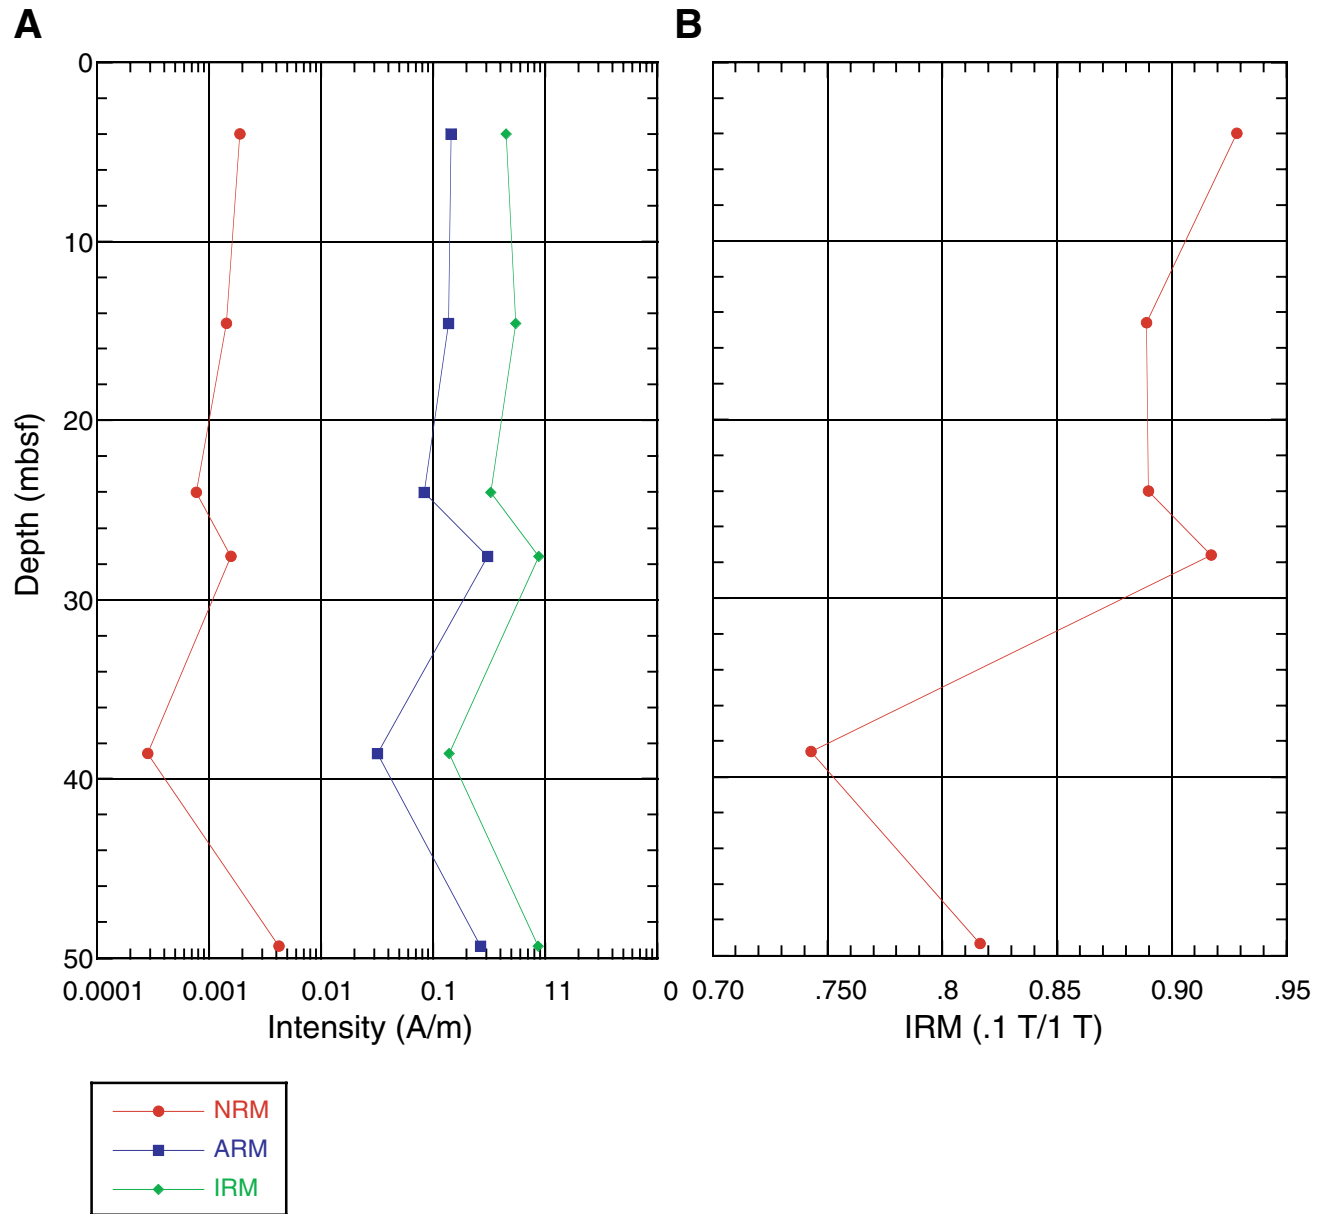 A
B
0
10
20
30
40
50
Depth (mbsf)
0.0001 0.001 0.01 0.1 11 0
0.70 .750 .8 0.85 0.90 .95
Intensity (A/m)
IRM (.1 T/1 T)
NRM
ARM
IRM